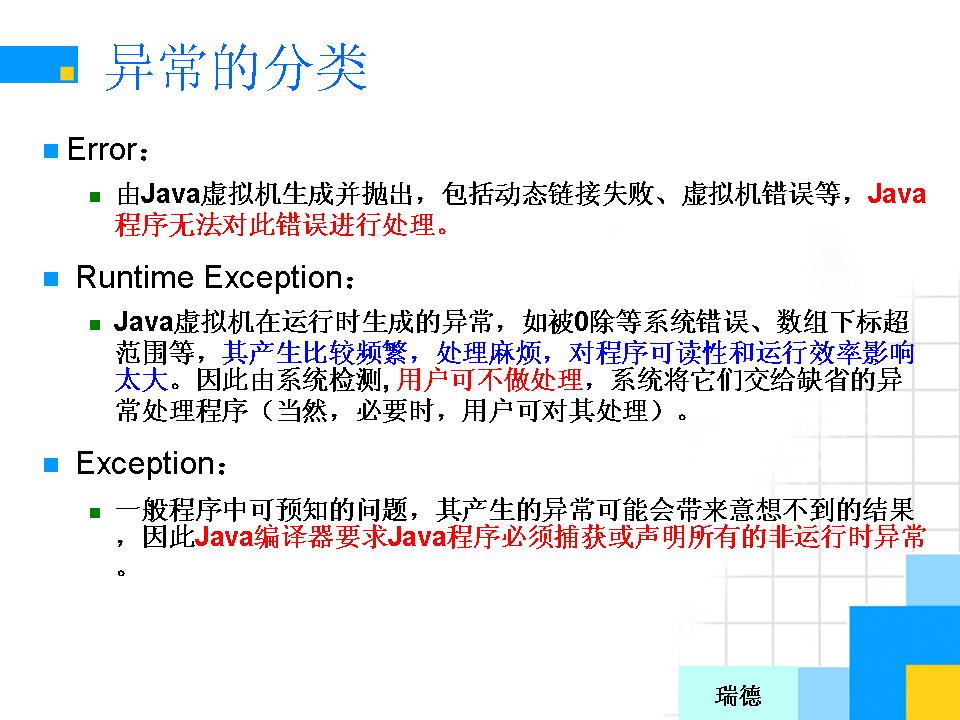 异常的分类
Error：
由Java虚拟机生成并抛出，包括动态链接失败、虚拟机错误等，Java
程序无法对此错误进行处理。
Runtime Exception：
Java虚拟机在运行时生成的异常，如被0除等系统错误、数组下标超
范围等，其产生比较频繁，处理麻烦，对程序可读性和运行效率影响
太大。因此由系统检测,用户可不做处理，系统将它们交给缺省的异
常处理程序（当然，必要时，用户可对其处理）。
Exception：
一般程序中可预知的问题，其产生的异常可能会带来意想不到的结果
，因此Java编译器要求Java程序必须捕获或声明所有的非运行时异常
。
瑞德